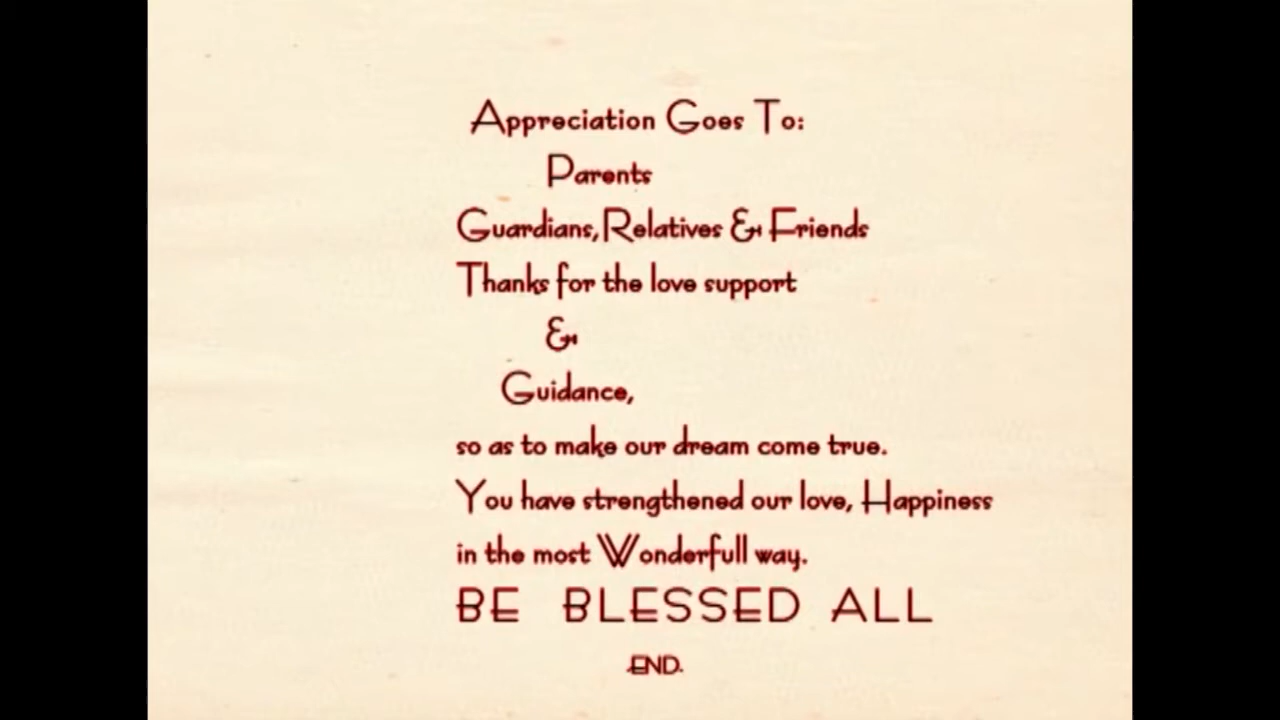 Appreciation Goes To:
Parents
Guardians, Relatives & Friends
Thanks for the love support
&
Guidance,
so as to make our dream come true.
You have strengthened our love, Happiness
in the most Wonderfull way.
BE BLESSED ALL
END.